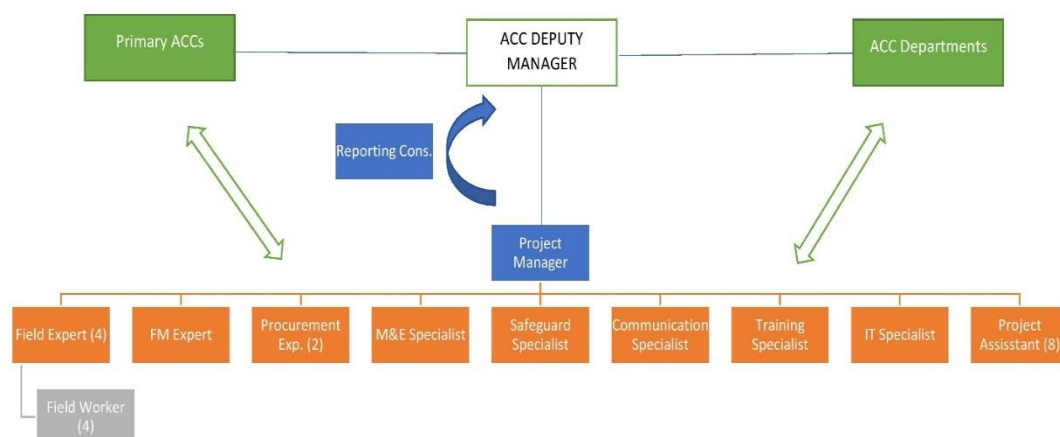 Primary ACCs
ACC DEPUTY
MANAGER
ACC Departments
Reporting Cons.
Project
Manager
Field Expert (4)
FM Expert
Procurement
Exp. (2)
M&E Specialist
Safeguard
Specialist
Communication
Specialist
Training
Specialist
IT Specialist
Project
Assisstant (8)
Field Worker
(4)